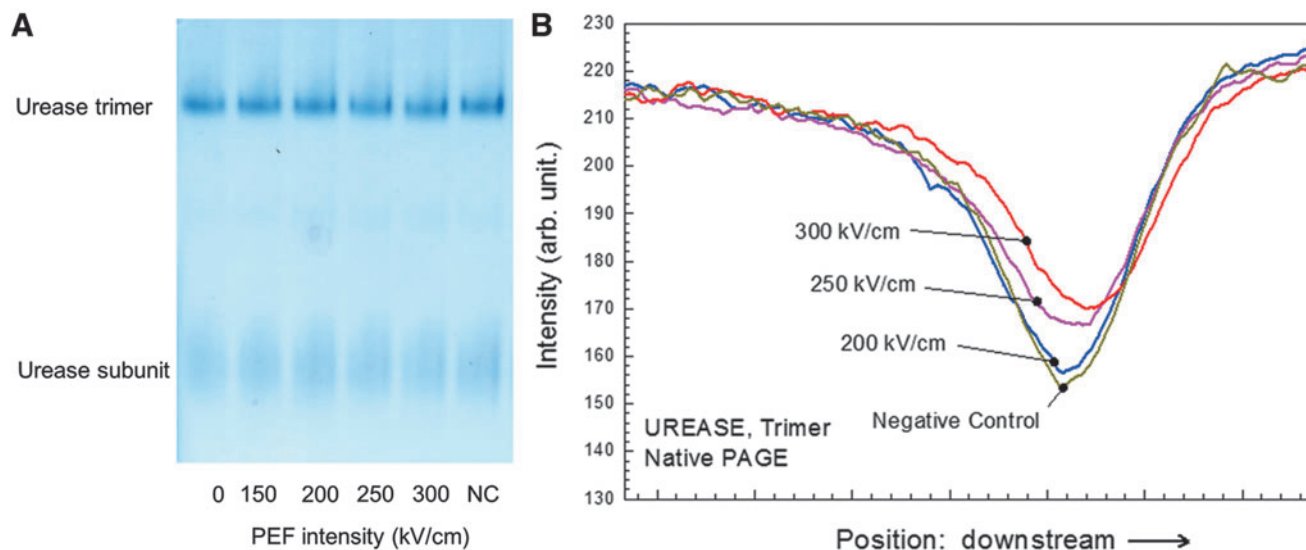 A
Urease trimer
Urease subunit
0 150 200 250 300 NC
PEF intensity (kV/cm)
B
Intensity (arb. unit.)
230
220
210
200
190
180
170
160
150
140
130
300 kV/cm
250 kV/cm
200 kV/cm
Negative Control
UREASE, Trimer
Native PAGE
Position: downstream →